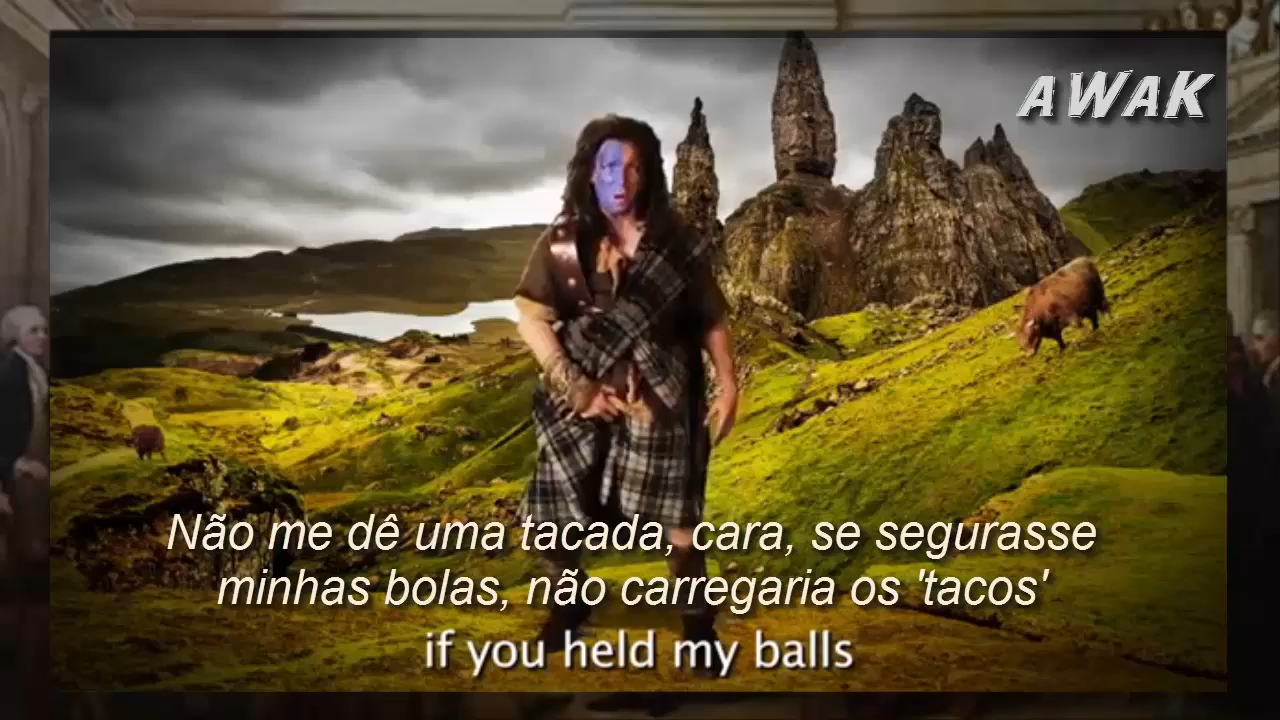 AWAK
Não me dê uma tacada, cara, se segurasse
minhas bolas, não carregaria os 'tacos'
if you held my balls